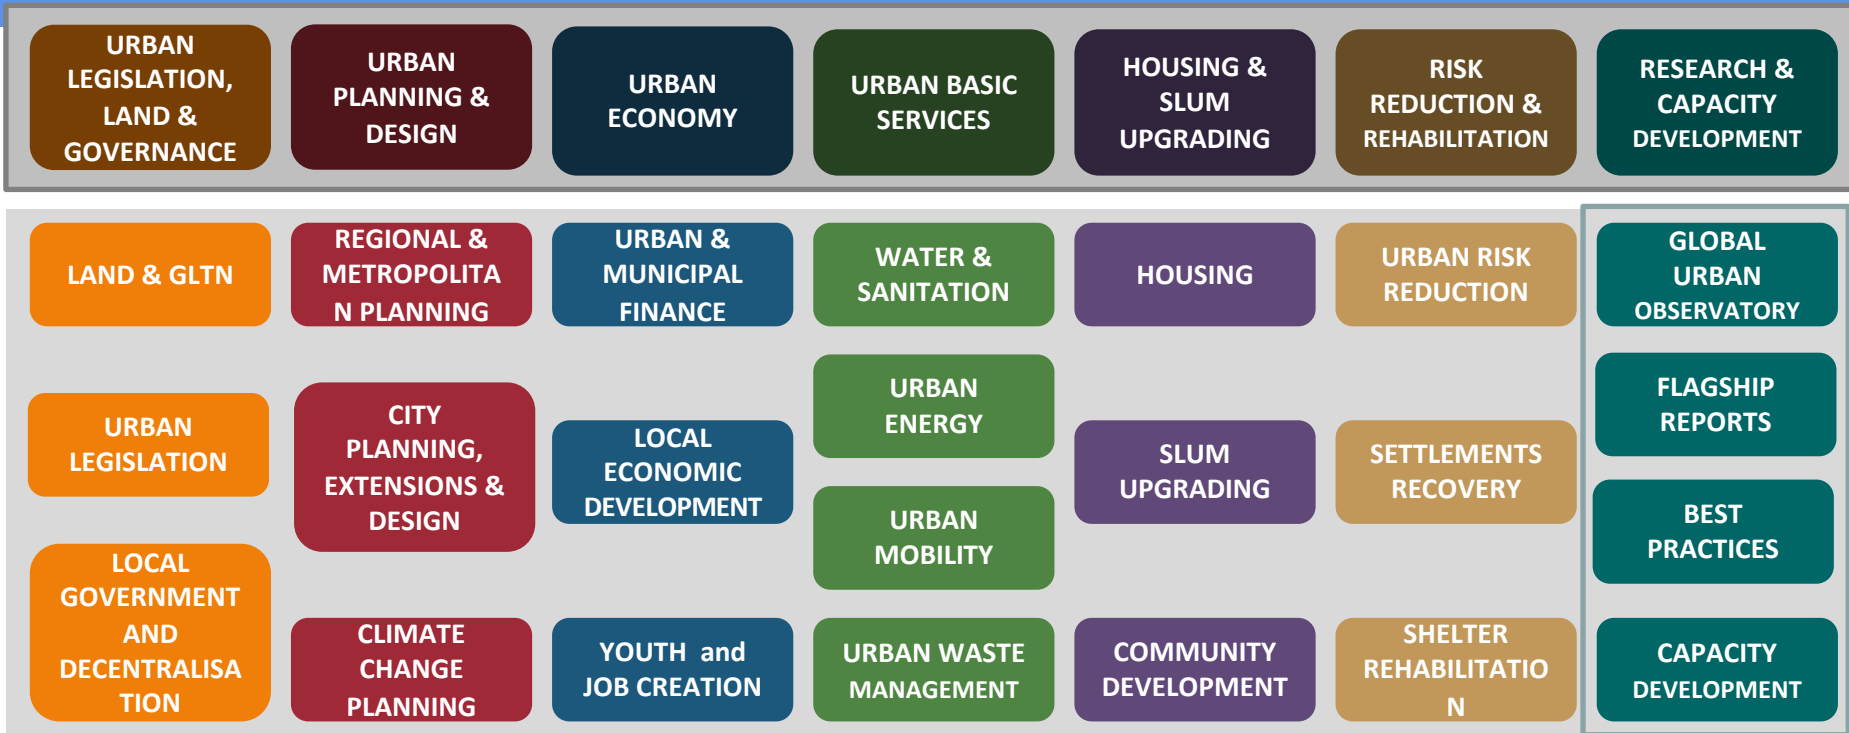 URBAN
LEGISLATION,
LAND &
GOVERNANCE
URBAN
PLANNING &
DESIGN
URBAN
ECONOMY
URBAN BASIC
SERVICES
HOUSING &
SLUM
UPGRADING
RISK
REDUCTION &
REHABILITATION
RESEARCH &
CAPACITY
DEVELOPMENT
LAND & GLTN
REGIONAL &
METROPOLITA
N PLANNING
URBAN &
MUNICIPAL
FINANCE
WATER &
SANITATION
HOUSING
URBAN RISK
REDUCTION
GLOBAL
URBAN
OBSERVATORY
URBAN
LEGISLATION
CITY
PLANNING,
EXTENSIONS &
DESIGN
LOCAL
ECONOMIC
DEVELOPMENT
URBAN
ENERGY
URBAN
MOBILITY
SLUM
UPGRADING
SETTLEMENTS
RECOVERY
FLAGSHIP
REPORTS
BEST
PRACTICES
LOCAL
GOVERNMENT
AND
DECENTRALISA
TION
CLIMATE
CHANGE
PLANNING
YOUTH and
JOB CREATION
URBAN WASTE
MANAGEMENT
COMMUNITY
DEVELOPMENT
SHELTER
REHABILITATIO
N
CAPACITY
DEVELOPMENT